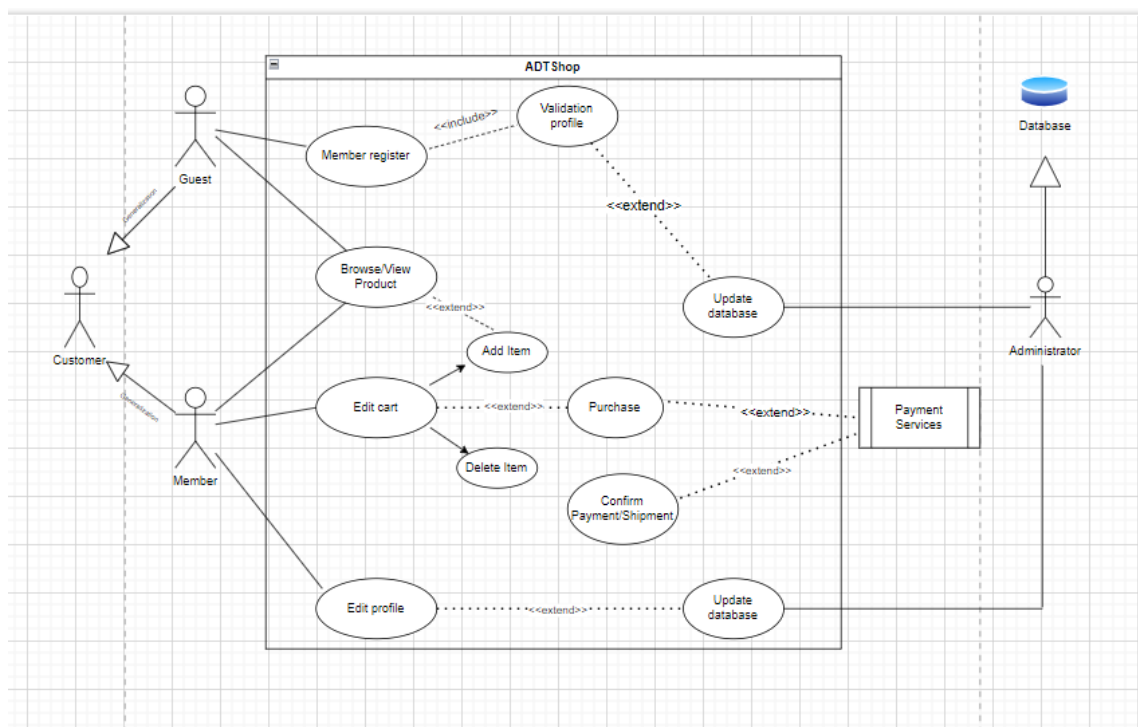 ADTShop
Validation
profile
<<include>>
Member register
Guest
Generalization
Database
<<extend>>
Browse/View
Product
<<extend>>
Update
database
Add Item
Customer
Administrator
Generalization
Edit cart
<<extend>>
Purchase
<<extend>>
Payment
Services
Member
Delete Item
<<extend>>
Confirm
Payment/Shipment
Edit profile
<<extend>>
Update
database